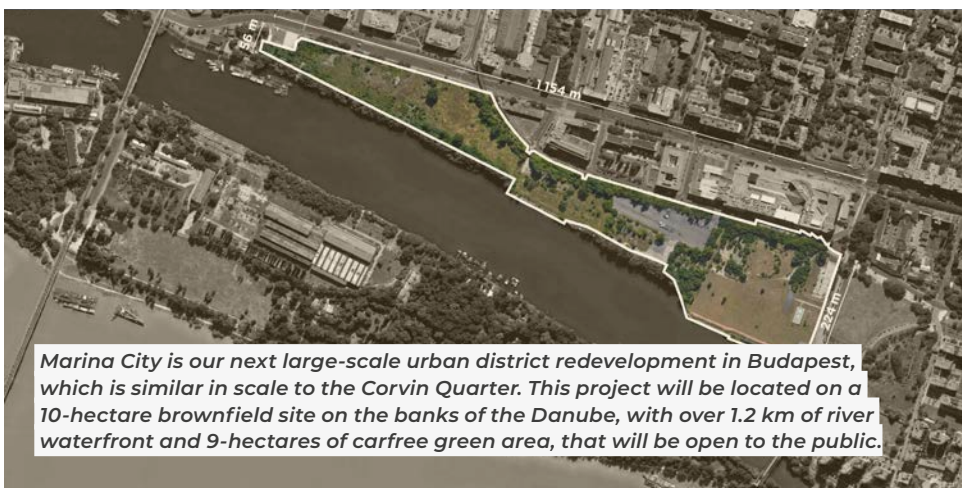 56 m
1 154 m
224 m
Marina City is our next large-scale urban district redevelopment in Budapest,
which is similar in scale to the Corvin Quarter. This project will be located on a
10-hectare brownfield site on the banks of the Danube, with over 1.2 km of river
waterfront and 9-hectares of carfree green area, that will be open to the public.